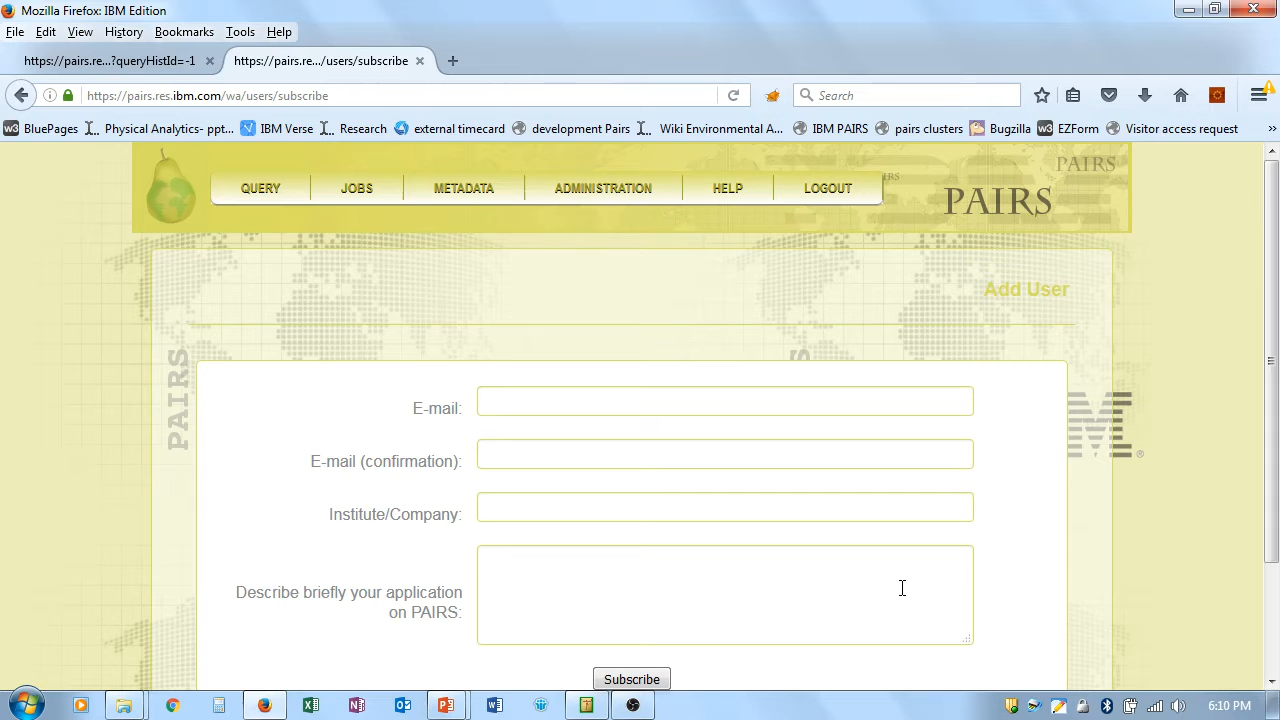 Mozilla Firefox: IBM Edition
File Edit View History Bookmarks Tools Help
https://pairs.re...?queryHistId=-1 https://pairs.re.../users/subscribe
https://pairs.res.ibm.com/wa/users/subscribe Search
BluePages Physical Analytics- ppt... IBM Verse Research external timecard development Pairs Wiki Environmental A... IBM PAIRS pairs clusters Bugzilla w3 EZForm Visitor access request
PAIRS
QUERY JOBS METADATA ADMINISTRATION HELP LOGOUT
PAIRS
Add User
PAIRS
E-mail:
E-mail (confirmation):
Institute/Company:
Describe briefly your application
on PAIRS:
Subscribe
6:10 PM